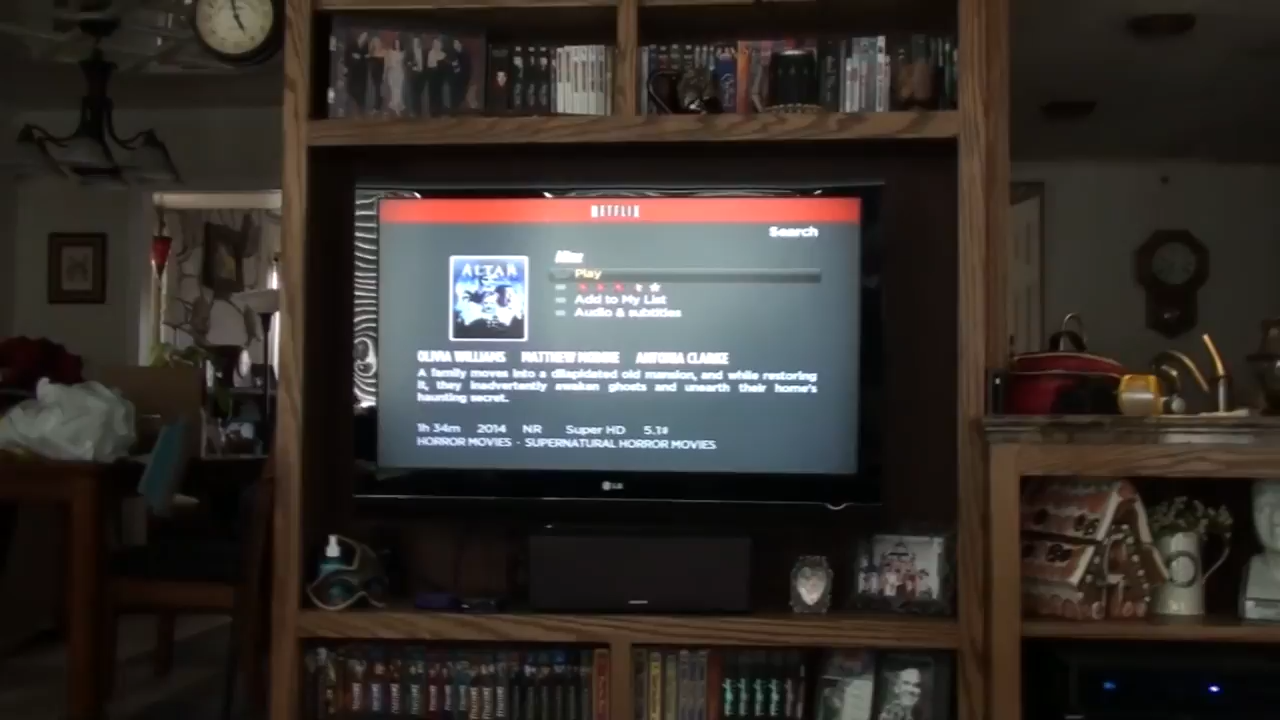 NETFLIX
Search
ALTAR
Altar
Play
Add to My List
Audio & subtitles
OLIVIA WILLIAMS MATTHEW MODINE ANTONIA CLARKE
A family moves into a dilapidated old mansion, and while restoring
it, they inadvertently awaken ghosts and unearth their home's
haunting secret.
1h 34m 2014 NR Super HD 5.1
HORROR MOVIES - SUPERNATURAL HORROR MOVIES
LG